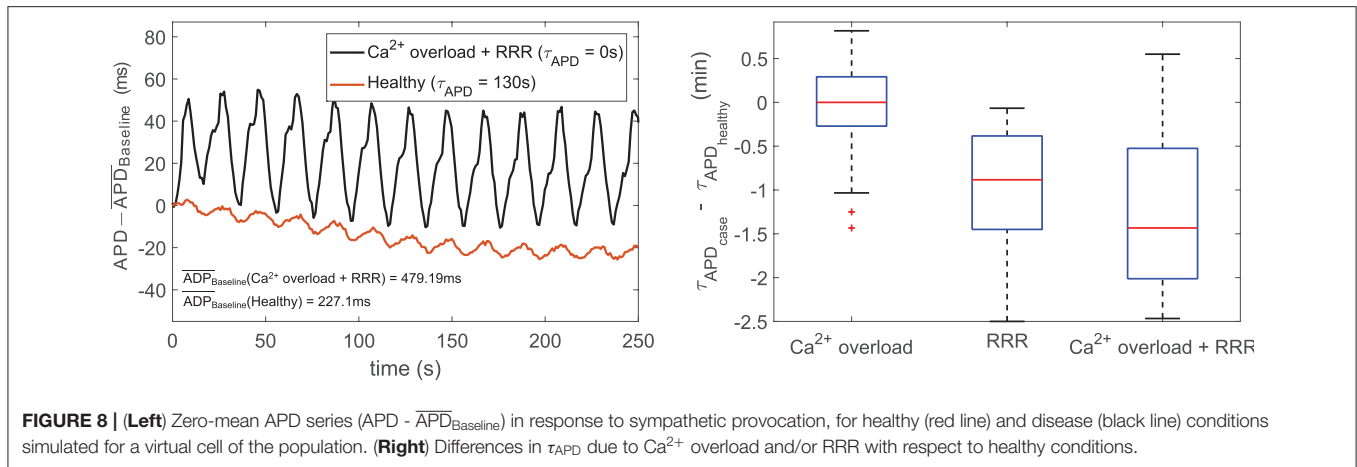 80
60
40
20
0
-20
-40
APD − APD̅Baseline (ms)
Ca2+ overload + RRR (τAPD = 0s)
Healthy (τAPD = 130s)
ADP̅Baseline(Ca2+ overload + RRR) = 479.19ms
ADP̅Baseline(Healthy) = 227.1ms
0 50 100 150 200 250
time (s)
0.5
0
-0.5
-1
-1.5
-2
-2.5
τAPDcase - τAPDhealthy (min)
Ca2+ overload RRR Ca2+ overload + RRR
FIGURE 8 | (Left) Zero-mean APD series (APD - APD̅Baseline) in response to sympathetic provocation, for healthy (red line) and disease (black line) conditions
simulated for a virtual cell of the population. (Right) Differences in τAPD due to Ca2+ overload and/or RRR with respect to healthy conditions.